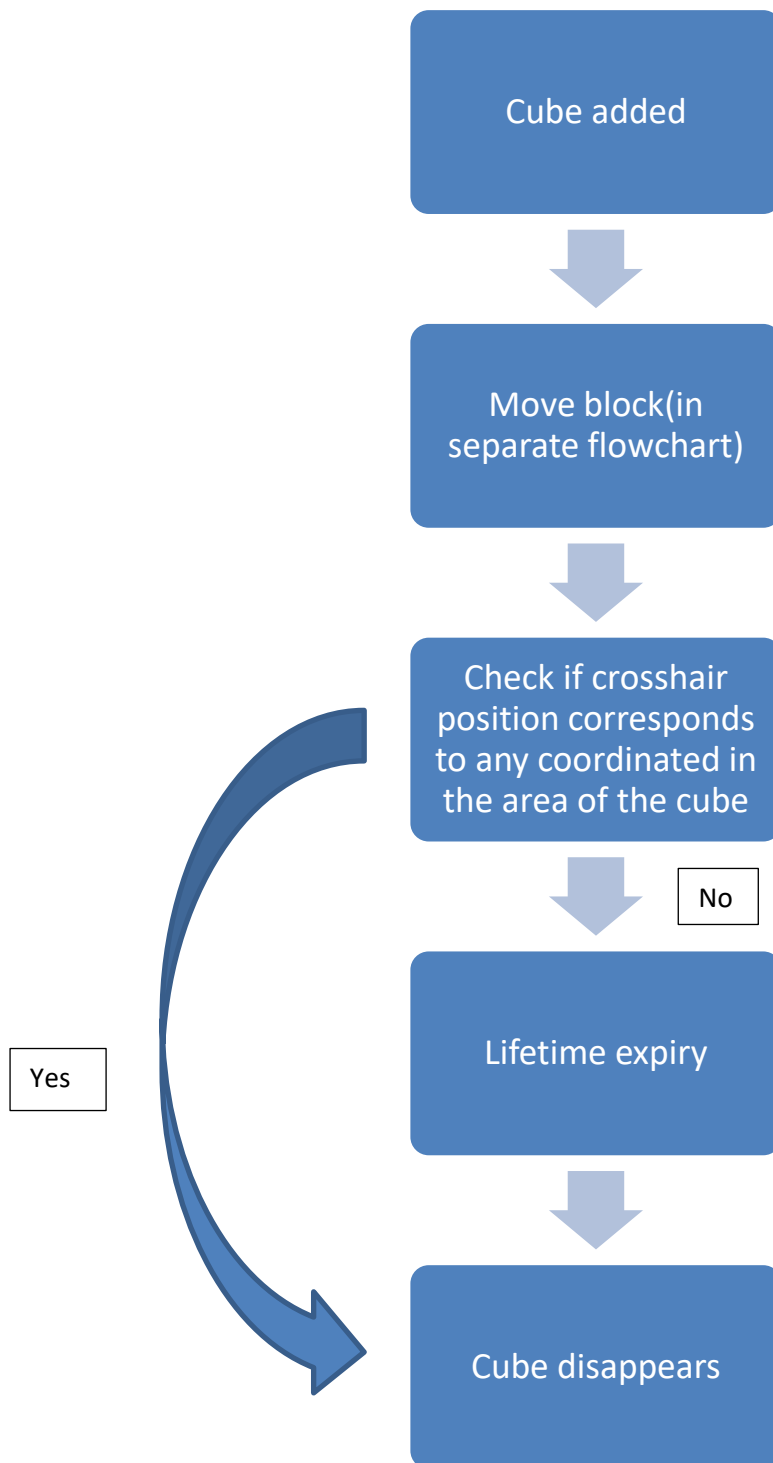 Cube added
Move block(in
separate flowchart)
Check if crosshair
position corresponds
to any coordinated in
the area of the cube
No
Lifetime expiry
Yes
Cube disappears